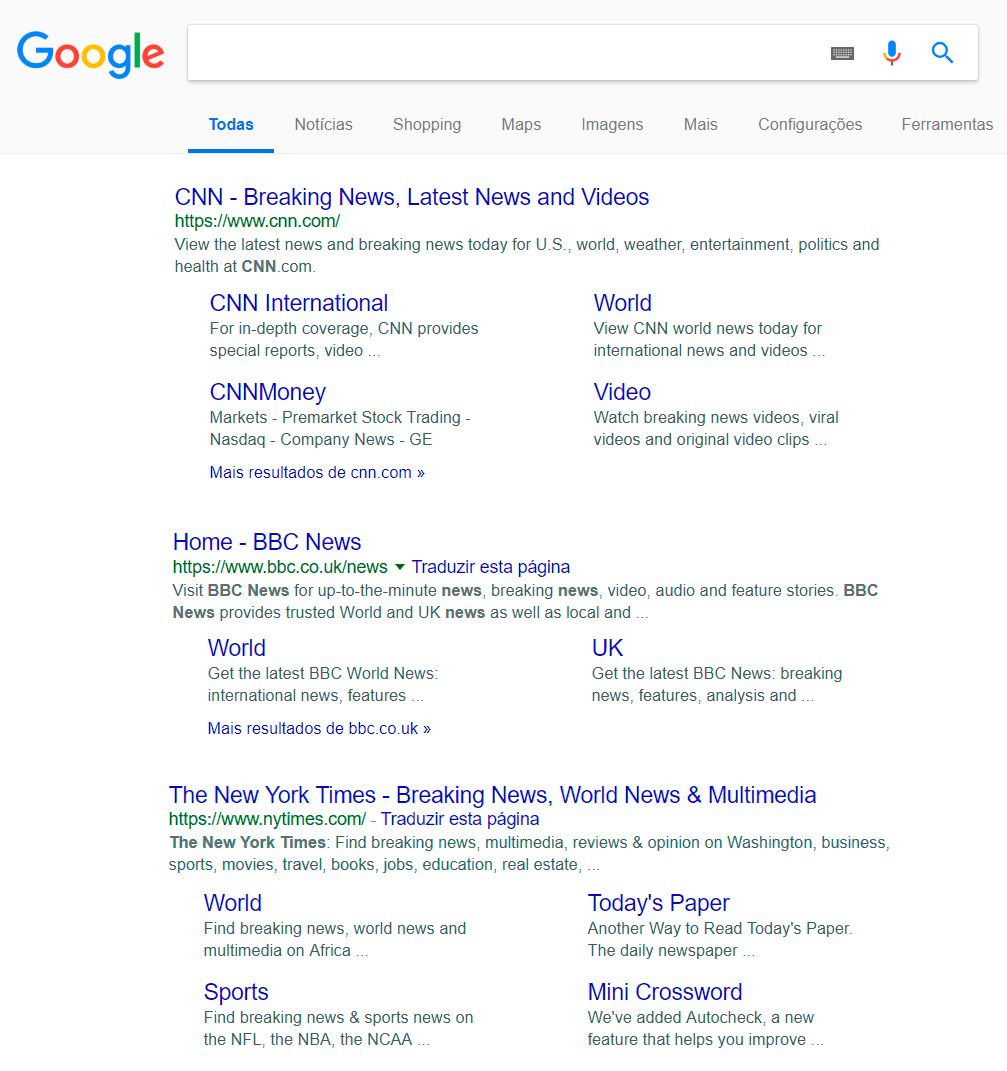 Google
Todas Notícias Shopping Maps Imagens Mais Configurações Ferramentas
CNN - Breaking News, Latest News and Videos
https://www.cnn.com/
View the latest news and breaking news today for U.S., world, weather, entertainment, politics and
health at CNN.com.
CNN International
For in-depth coverage, CNN provides
special reports, video ...
World
View CNN world news today for
international news and videos ...
CNNMoney
Markets - Premarket Stock Trading -
Nasdaq - Company News - GE
Video
Watch breaking news videos, viral
videos and original video clips ...
Mais resultados de cnn.com »
Home - BBC News
https://www.bbc.co.uk/news ▼ Traduzir esta página
Visit BBC News for up-to-the-minute news, breaking news, video, audio and feature stories. BBC
News provides trusted World and UK news as well as local and ...
World
Get the latest BBC World News:
international news, features ...
UK
Get the latest BBC News: breaking
news, features, analysis and ...
Mais resultados de bbc.co.uk »
The New York Times - Breaking News, World News & Multimedia
https://www.nytimes.com/ - Traduzir esta página
The New York Times: Find breaking news, multimedia, reviews & opinion on Washington, business,
sports, movies, travel, books, jobs, education, real estate, ...
World
Find breaking news, world news and
multimedia on Africa ...
Today's Paper
Another Way to Read Today's Paper.
The daily newspaper ...
Sports
Find breaking news & sports news on
the NFL, the NBA, the NCAA ...
Mini Crossword
We've added Autocheck, a new
feature that helps you improve ...